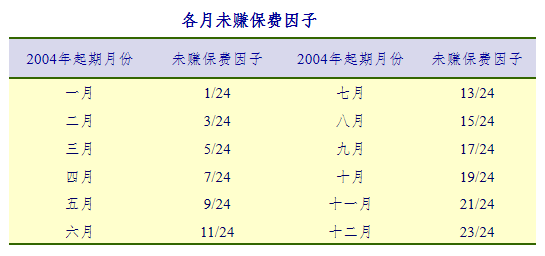 各月未赚保费因子
2004年起期月份 未赚保费因子 2004年起期月份 未赚保费因子
一月 1/24 七月 13/24
二月 3/24 八月 15/24
三月 5/24 九月 17/24
四月 7/24 十月 19/24
五月 9/24 十一月 21/24
六月 11/24 十二月 23/24